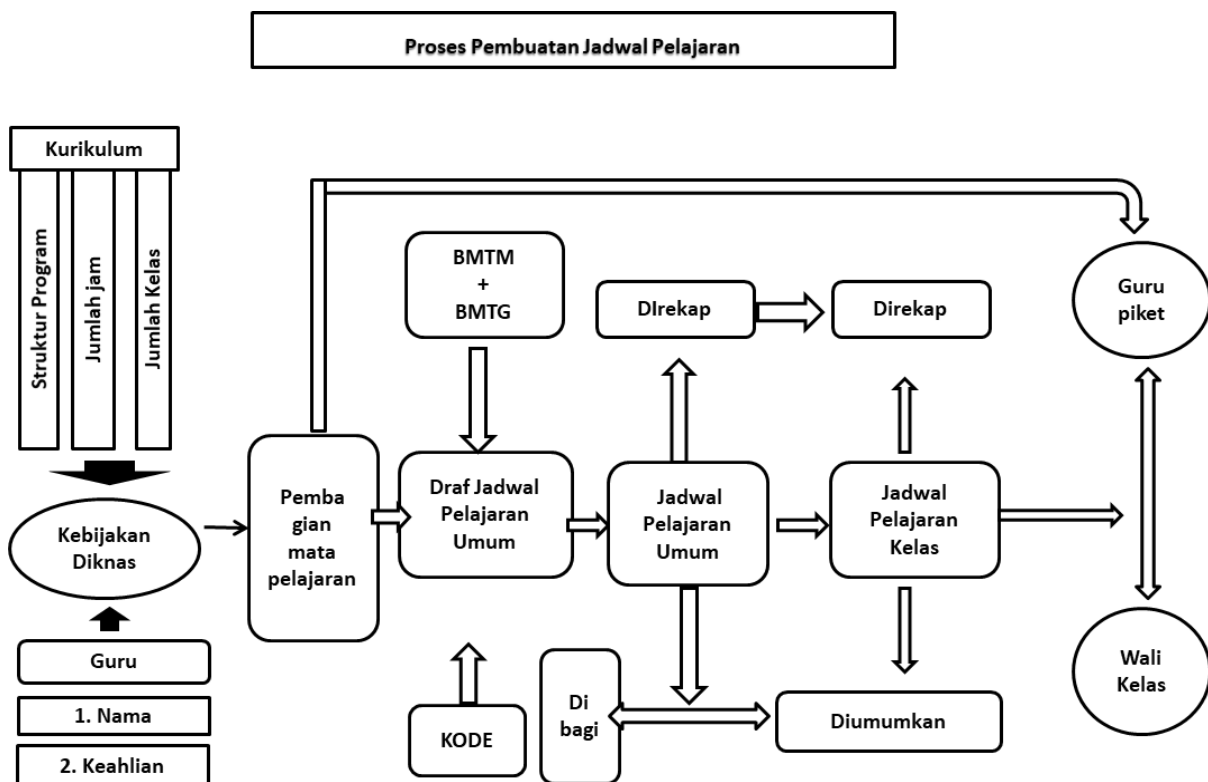 Proses Pembuatan Jadwal Pelajaran
Kurikulum
Struktur Program
Jumlah jam
Jumlah Kelas
Kebijakan
Diknas
Guru
1. Nama
2. Keahlian
Pemba
gian
mata
pelajaran
BMTM
+
BMTG
Draf Jadwal
Pelajaran
Umum
KODE
DIrekap
Jadwal
Pelajaran
Umum
Di
bagi
Direkap
Jadwal
Pelajaran
Kelas
Diumumkan
Guru
piket
Wali
Kelas